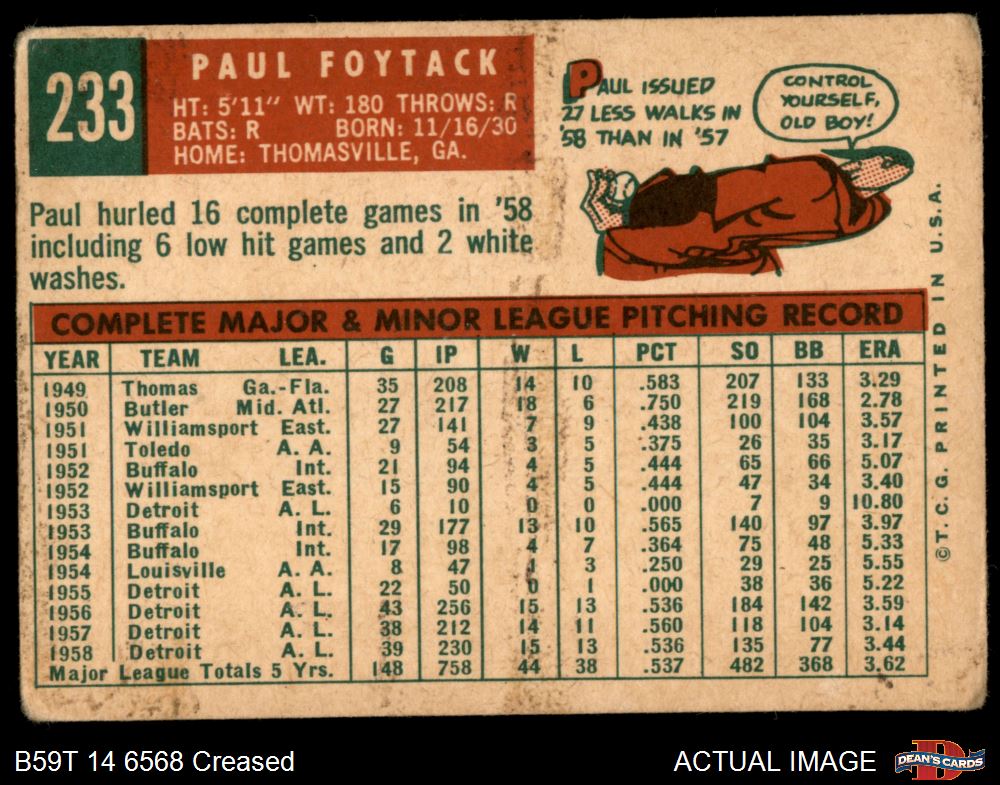 233
PAUL FOYTACK
HT: 5'11" WT: 180 THROWS: R
BATS: R BORN: 11/16/30
HOME: THOMASVILLE, GA.
PAUL ISSUED
27 LESS WALKS IN
'58 THAN IN '57
CONTROL
YOURSELF,
OLD BOY!
Paul hurled 16 complete games in '58
including 6 low hit games and 2 white
washes.
COMPLETE MAJOR & MINOR LEAGUE PITCHING RECORD
YEAR TEAM LEA. G IP W L PCT SO BB ERA
1949 Thomas Ga.-Fla. 35 208 14 10 .583 207 133 3.29
1950 Butler Mid. Atl. 27 217 18 6 .750 219 168 2.78
1951 Williamsport East. 27 141 7 9 .438 100 104 3.57
1951 Toledo A. A. 9 54 3 5 .375 26 35 3.17
1952 Buffalo Int. 21 94 4 5 .444 65 66 5.07
1952 Williamsport East. 15 90 4 5 .444 47 34 3.40
1953 Detroit A. L. 6 10 0 0 .000 7 9 10.80
1953 Buffalo Int. 29 177 13 10 .565 140 97 3.97
1954 Buffalo Int. 17 98 4 7 .364 75 48 5.33
1954 Louisville A. A. 8 47 1 3 .250 29 25 5.55
1955 Detroit A. L. 22 50 0 1 .000 38 36 5.22
1956 Detroit A. L. 43 256 15 13 .536 184 142 3.59
1957 Detroit A. L. 38 212 14 11 .560 118 104 3.14
1958 Detroit A. L. 39 230 15 13 .536 135 77 3.44
Major League Totals 5 Yrs. 148 758 44 38 .537 482 368 3.62
©T. C. G. PRINTED IN U.S.A.
B59T 14 6568 Creased
ACTUAL IMAGE
D
DEAN'S CARDS